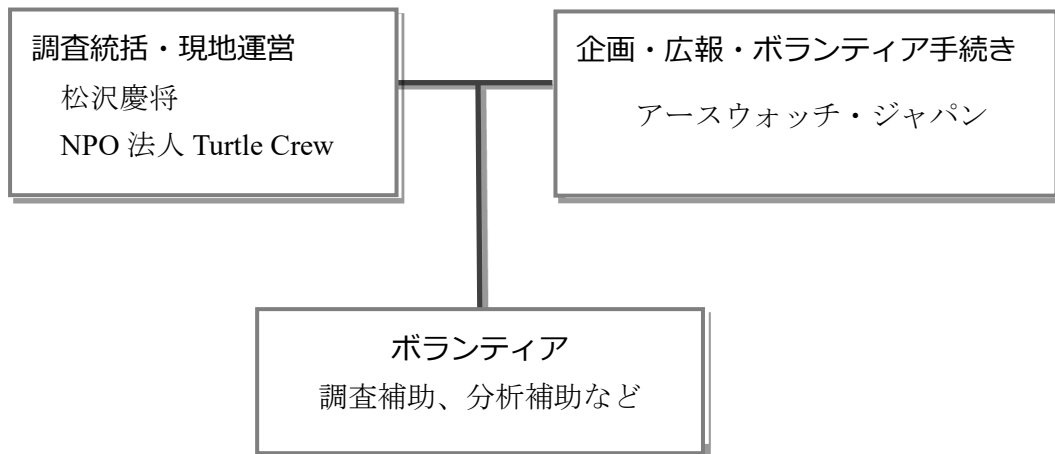 調査統括・現地運営
松沢慶将
NPO 法人 Turtle Crew
企画・広報・ボランティア手続き
アースウォッチ・ジャパン
ボランティア
調査補助、分析補助など